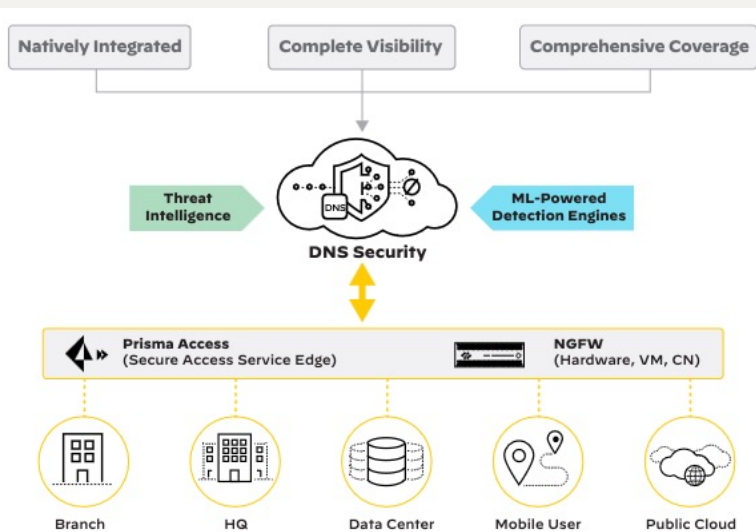 Natively Integrated
Complete Visibility
Comprehensive Coverage
Threat
Intelligence
DNS
ML-Powered
Detection Engines
DNS Security
Prisma Access
(Secure Access Service Edge)
NGFW
(Hardware, VM, CN)
Branch
HQ
Data Center
Mobile User
Public Cloud